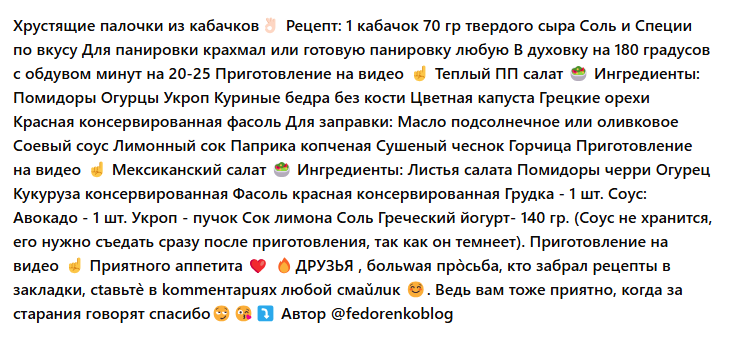 Хрустящие палочки из кабачков👌🏻 Рецепт: 1 кабачок 70 гр твердого сыра Соль и Специи
по вкусу Для панировки крахмал или готовую панировку любую В духовку на 180 градусов
с обдувом минут на 20-25 Приготовление на видео ☝️ Теплый ПП салат 🥗 Ингредиенты:
Помидоры Огурцы Укроп Куриные бедра без кости Цветная капуста Грецкие орехи
Красная консервированная фасоль Для заправки: Масло подсолнечное или оливковое
Соевый соус Лимонный сок Паприка копченая Сушеный чеснок Горчица Приготовление
на видео ☝️ Мексиканский салат 🥗 Ингредиенты: Листья салата Помидоры черри Огурец
Кукуруза консервированная Фасоль красная консервированная Грудка - 1 шт. Соус:
Авокадо - 1 шт. Укроп - пучок Сок лимона Соль Греческий йогурт- 140 гр. (Соус не хранится,
его нужно съедать сразу после приготовления, так как он темнеет). Приготовление на
видео ☝️ Приятного аппетита ❤️ 🔥ДРУЗЬЯ , больwая прòсьба, кто забрал рецепты в
закладки, сtавьtѐ в kommeнтарuях любой смaйлuк 😊. Ведь вам тоже приятно, когда за
старания говорят спасибо🙄😘⤵️ Автор @fedorenkoblog